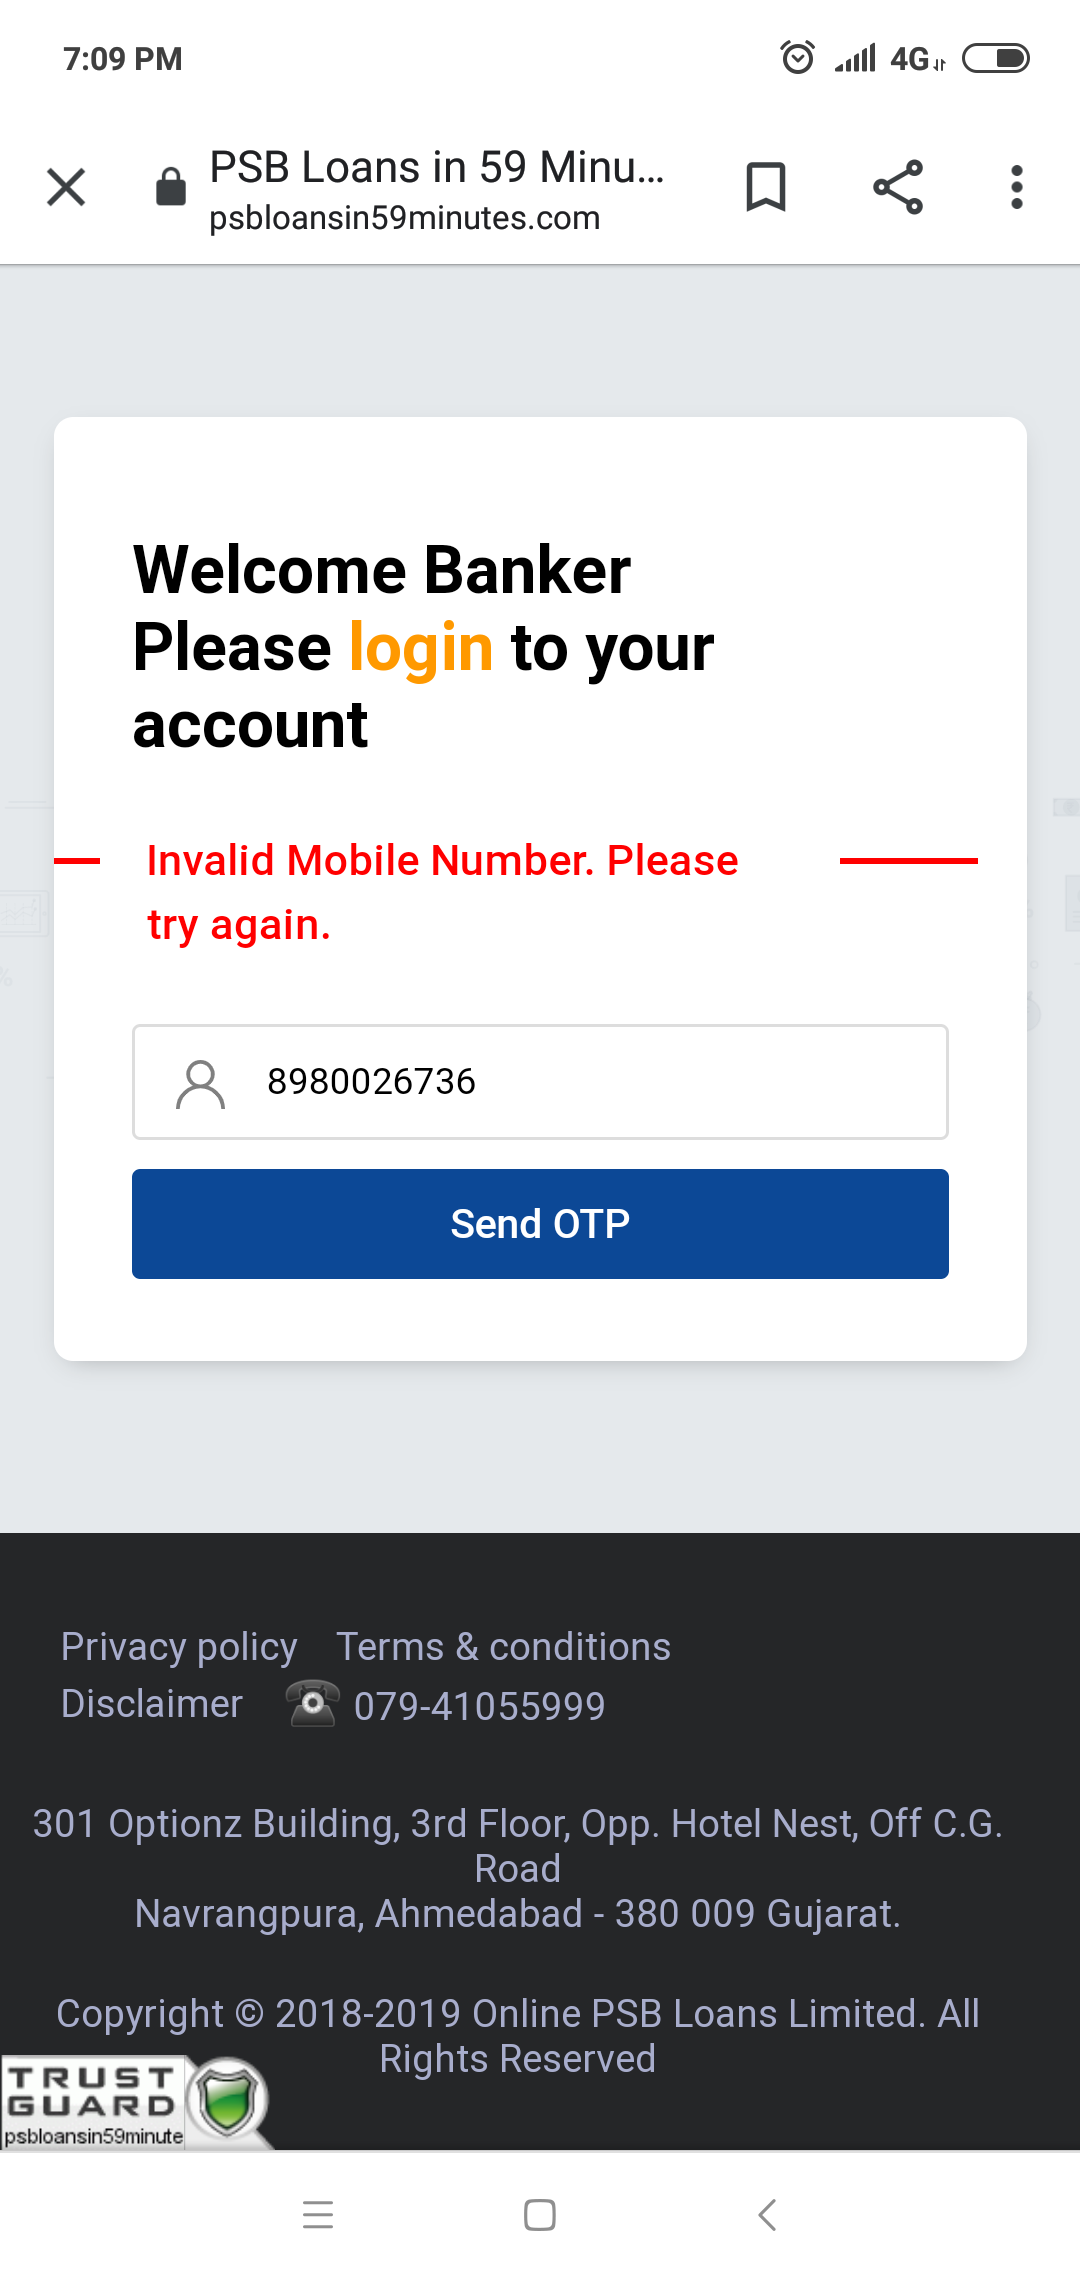 7:09 PM
4G
PSB Loans in 59 Minu...
psbloansin59minutes.com
Welcome Banker
Please login to your
account
Invalid Mobile Number. Please
try again.
8980026736
Send OTP
Privacy policy Terms & conditions
Disclaimer 079-41055999
301 Optionz Building, 3rd Floor, Opp. Hotel Nest, Off C.G.
Road
Navrangpura, Ahmedabad - 380 009 Gujarat.
Copyright © 2018-2019 Online PSB Loans Limited. All
Rights Reserved
TRUST
GUARD
psbloansin59minute